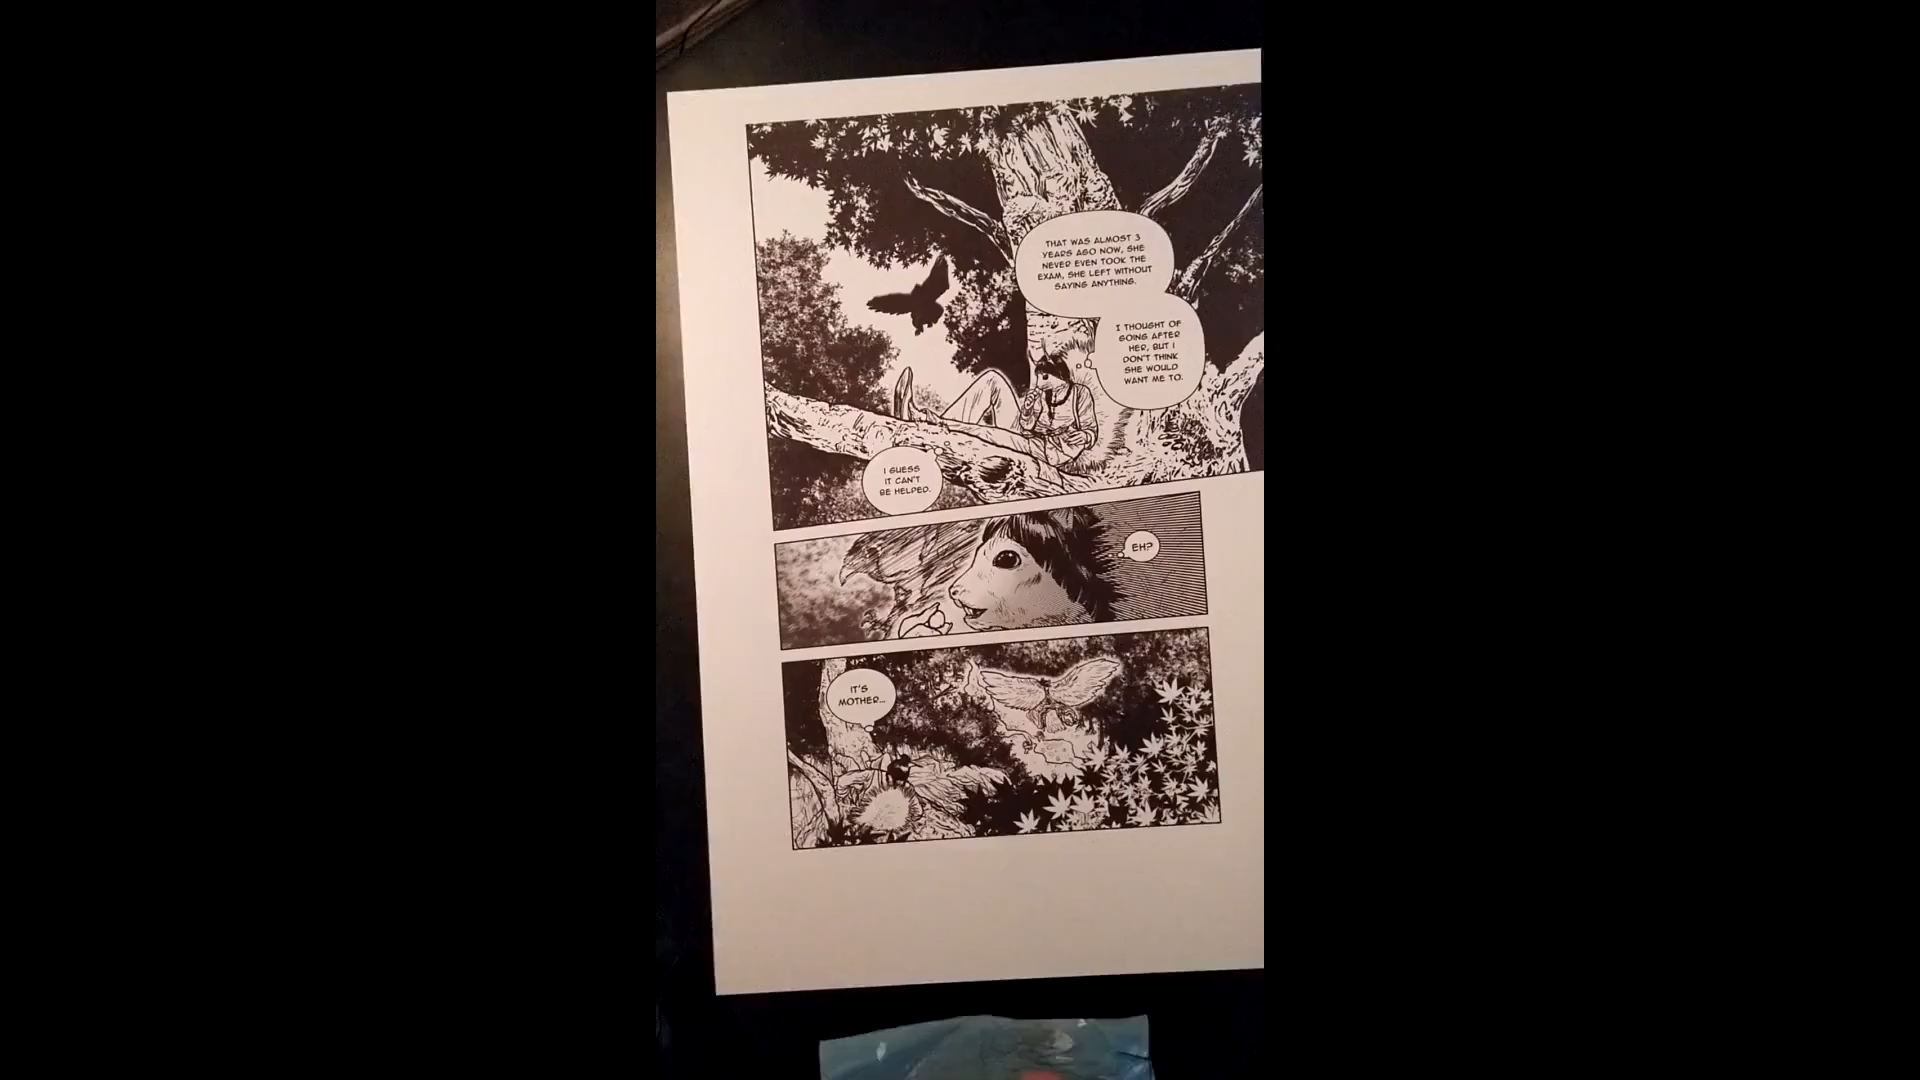 THAT WAS ALMOST 3
YEARS AGO NOW, SHE
NEVER EVEN TOOK THE
EXAM, SHE LEFT WITHOUT
SAYING ANYTHING.
I THOUGHT OF
GOING AFTER
HER, BUT I
DON'T THINK
SHE WOULD
WANT ME TO.
I GUESS
IT CAN'T
BE HELPED.
EH?
IT'S
MOTHER...